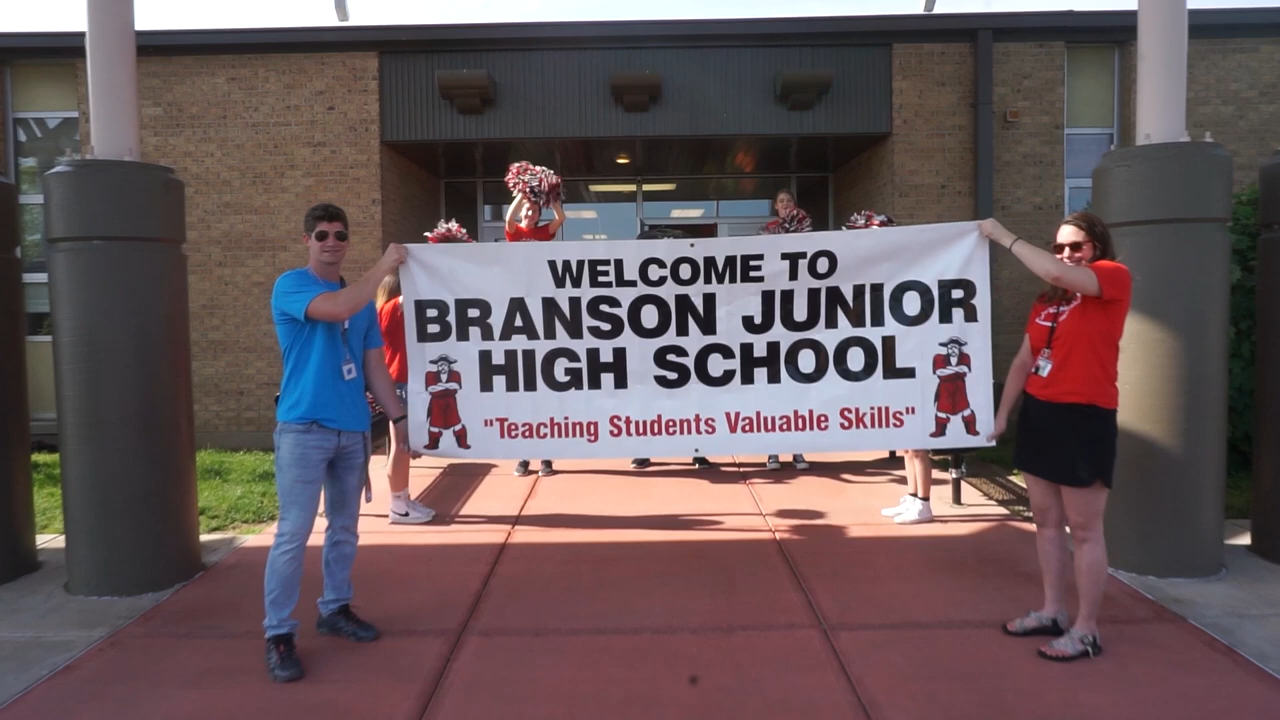 WELCOME TO
BRANSON JUNIOR
HIGH SCHOOL
"Teaching Students Valuable Skills"